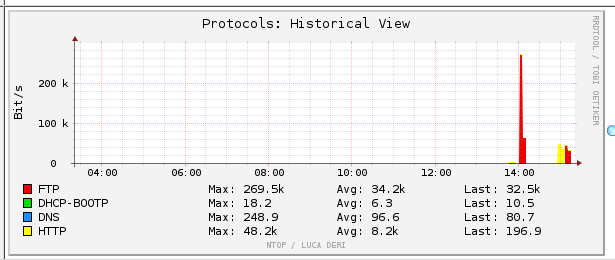 Protocols: Historical View
RRDTOOL / TOBI OETIKER
Bit/s
200 k
100 k
0
04:00 06:00 08:00 10:00 12:00 14:00
FTP Max: 269.5k Avg: 34.2k Last: 32.5k
DHCP-BOOTP Max: 18.2 Avg: 6.3 Last: 10.5
DNS Max: 248.9 Avg: 96.6 Last: 80.7
HTTP Max: 48.2k Avg: 8.2k Last: 196.9
NTOP / LUCA DERI